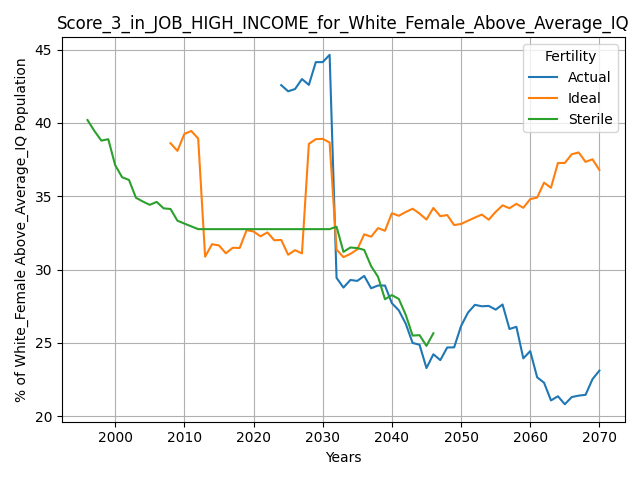 Score_3_in_JOB_HIGH_INCOME_for_White_Female_Above_Average_IQ
% of White_Female Above_Average_IQ Population
45
40
35
30
25
20
Fertility
Actual
Ideal
Sterile
2000 2010 2020 2030 2040 2050 2060 2070
Years